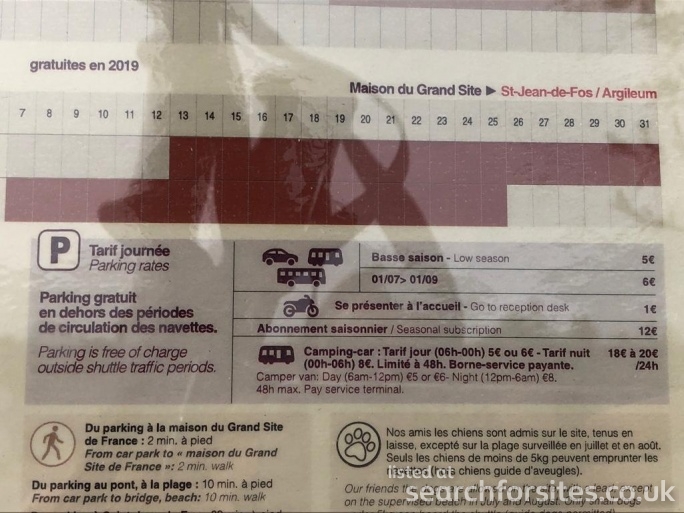 gratuites en 2019
Maison du Grand Site ► St-Jean-de-Fos / Argileum
7 8 9 10 11 12 13 14 15 16 17 18 19 20 21 22 23 24 25 26 27 28 29 30 31
P
Tarif journée
Parking rates
Parking gratuit
en dehors des périodes
de circulation des navettes.
Parking is free of charge
outside shuttle traffic periods.
Basse saison - Low season 5€
01/07> 01/09 6€
Se présenter à l'accueil - Go to reception desk 1€
Abonnement saisonnier / Seasonal subscription 12€
Camping-car : Tarif jour (06h-00h) 5€ ou 6€ - Tarif nuit 18€ à 20€
(00h-06h) 8€. Limité à 48h. Borne-service payante. /24h
Camper van: Day (6am-12pm) €5 or €6- Night (12pm-6am) €8.
48h max. Pay service terminal.
Du parking à la maison du Grand Site
de France : 2 min. à pied
From car park to « maison du Grand
Site de France »: 2 min. walk
Du parking au pont, à la plage : 10 min. à pied
From car park to bridge, beach: 10 min. walk
Nos amis les chiens sont admis sur le site, tenus en
laisse, excepté sur la plage surveillée en juillet et en août.
Seuls les chiens de moins de 5kg peuvent emprunter les
(hors chiens guide d'aveugles).
Our friends the except
on the supervised beach in July and August. Only small dogs
listed at
searchforsites.co.uk